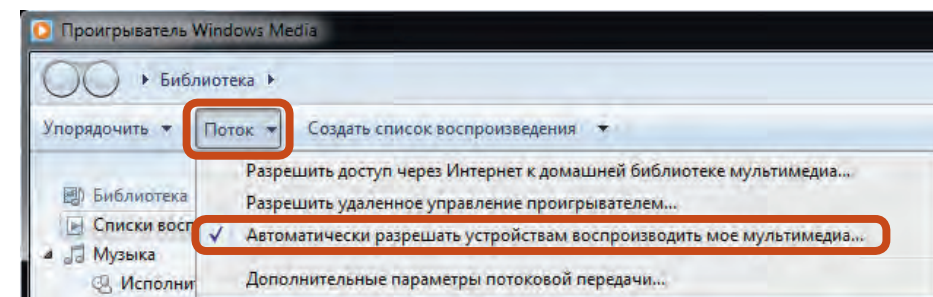 Проигрыватель Windows Media
Библиотека
Упорядочить Поток Создать список воспроизведения
Разрешить доступ через Интернет к домашней библиотеке мультимедиа...
Библиотека
Разрешить удаленное управление проигрывателем...
Списки восп
Автоматически разрешать устройствам воспроизводить мое мультимедиа...
Музыка
Исполни
Дополнительные параметры потоковой передачи...